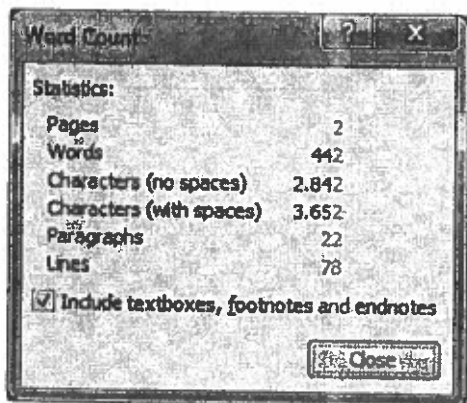 Word Count
? X
Statistics:
Pages 2
Words 442
Characters (no spaces) 2.842
Characters (with spaces) 3.652
Paragraphs 22
Lines 78
Include textboxes, footnotes and endnotes
Close